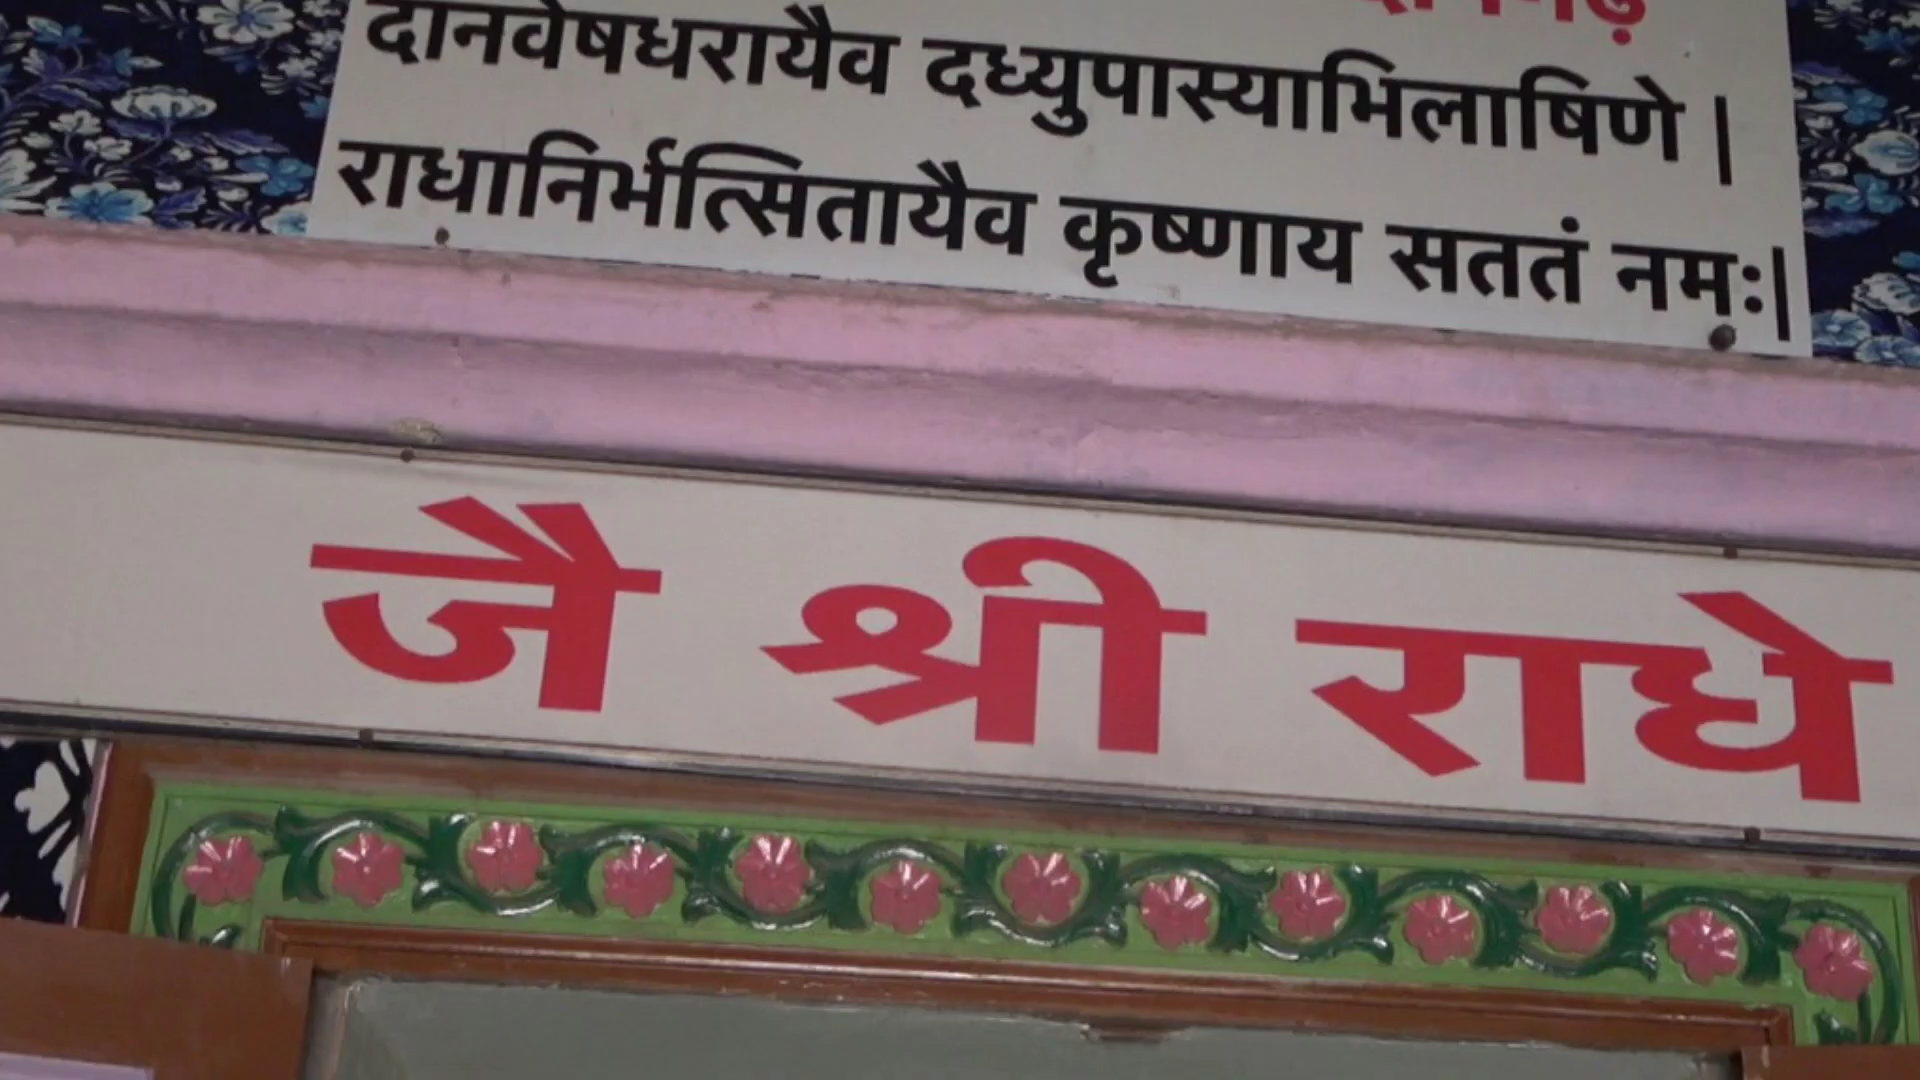 दानवेषधरायैव दध्युपास्याभिलाषिणे |
राधानिर्भत्सितायैव कृष्णाय सततं नमः|
जै श्री राधे